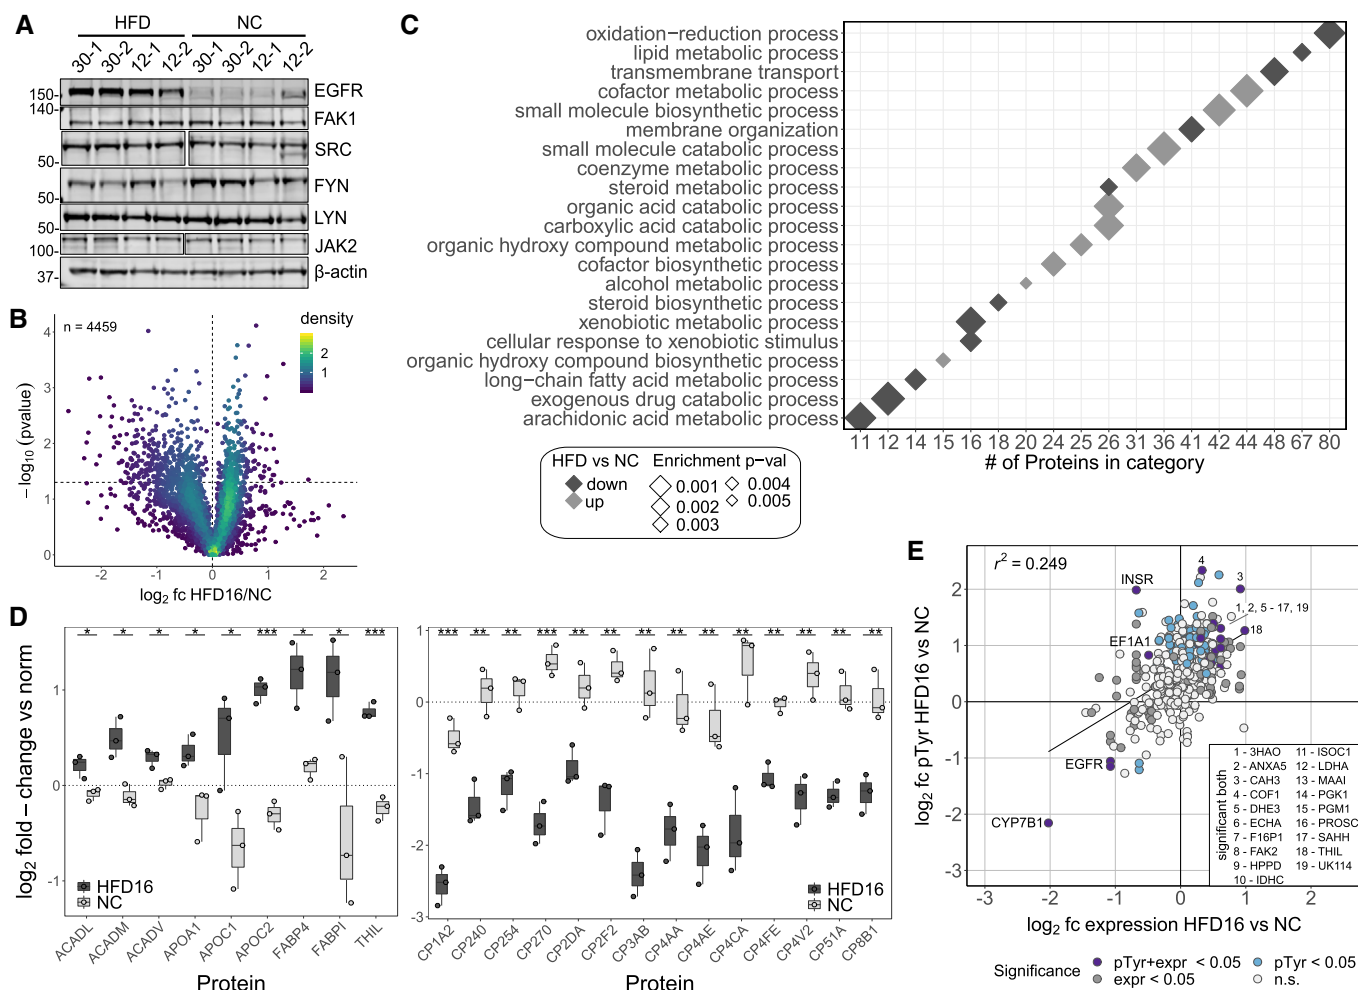 A
HFD NC
30-1 30-2 12-1 12-2 30-1 30-2 12-1 12-2
150- EGFR
140-
FAK1
SRC
50-
FYN
50-
LYN
50-
JAK2
100-
β-actin
37-
B
n = 4459
density
2
1
4
3
2
1
0
−log10 (pvalue)
-2 -1 0 1 2
log2 fc HFD16/NC
C
oxidation−reduction process
lipid metabolic process
transmembrane transport
cofactor metabolic process
small molecule biosynthetic process
membrane organization
small molecule catabolic process
coenzyme metabolic process
steroid metabolic process
organic acid catabolic process
carboxylic acid catabolic process
organic hydroxy compound metabolic process
cofactor biosynthetic process
alcohol metabolic process
steroid biosynthetic process
xenobiotic metabolic process
cellular response to xenobiotic stimulus
organic hydroxy compound biosynthetic process
long−chain fatty acid metabolic process
exogenous drug catabolic process
arachidonic acid metabolic process
11 12 14 15 16 18 20 24 25 26 31 36 41 42 44 48 67 80
# of Proteins in category
HFD vs NC Enrichment p-val
down 0.001 0.004
up 0.002 0.005
0.003
D
log2 fold − change vs norm
* * * * * *** * * ***
1
0
-1
HFD16
NC
ACADL ACADM ACADV APOA1 APOC1 APOC2 FABP4 FABPI THIL
Protein
*** ** ** *** ** ** ** ** ** ** ** ** ** **
1
0
-1
-2
-3
HFD16
NC
CP1A2 CP240 CP254 CP270 CP2DA CP2F2 CP3AB CP4AA CP4AE CP4CA CP4FE CP4V2 CP51A CP8B1
Protein
E
r2 = 0.249
log2 fc pTyr HFD16 vs NC
2
1
0
-1
-2
-3
4
3
INSR
1, 2, 5 - 17, 19
18
EF1A1
EGFR
CYP7B1
significant both
1 - 3HAO 11 - ISOC1
2 - ANXA5 12 - LDHA
3 - CAH3 13 - MAAI
4 - COF1 14 - PGK1
5 - DHE3 15 - PGM1
6 - ECHA 16 - PROSC
7 - F16P1 17 - SAHH
8 - FAK2 18 - THIL
9 - HPPD 19 - UK114
10 - IDHC
-3 -2 -1 0 1 2
log2 fc expression HFD16 vs NC
Significance
pTyr+expr < 0.05 pTyr < 0.05
expr < 0.05 n.s.